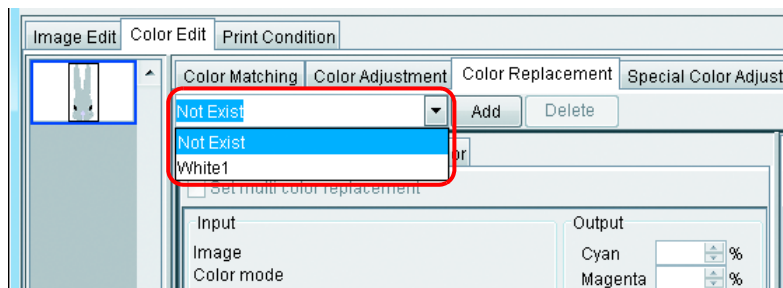 Image Edit Color Edit Print Condition
Color Matching Color Adjustment Color Replacement Special Color Adjust
Not Exist Add Delete
Not Exist
White1
or
Set multi color replacement
Input Output
Image Cyan %
Color mode Magenta %